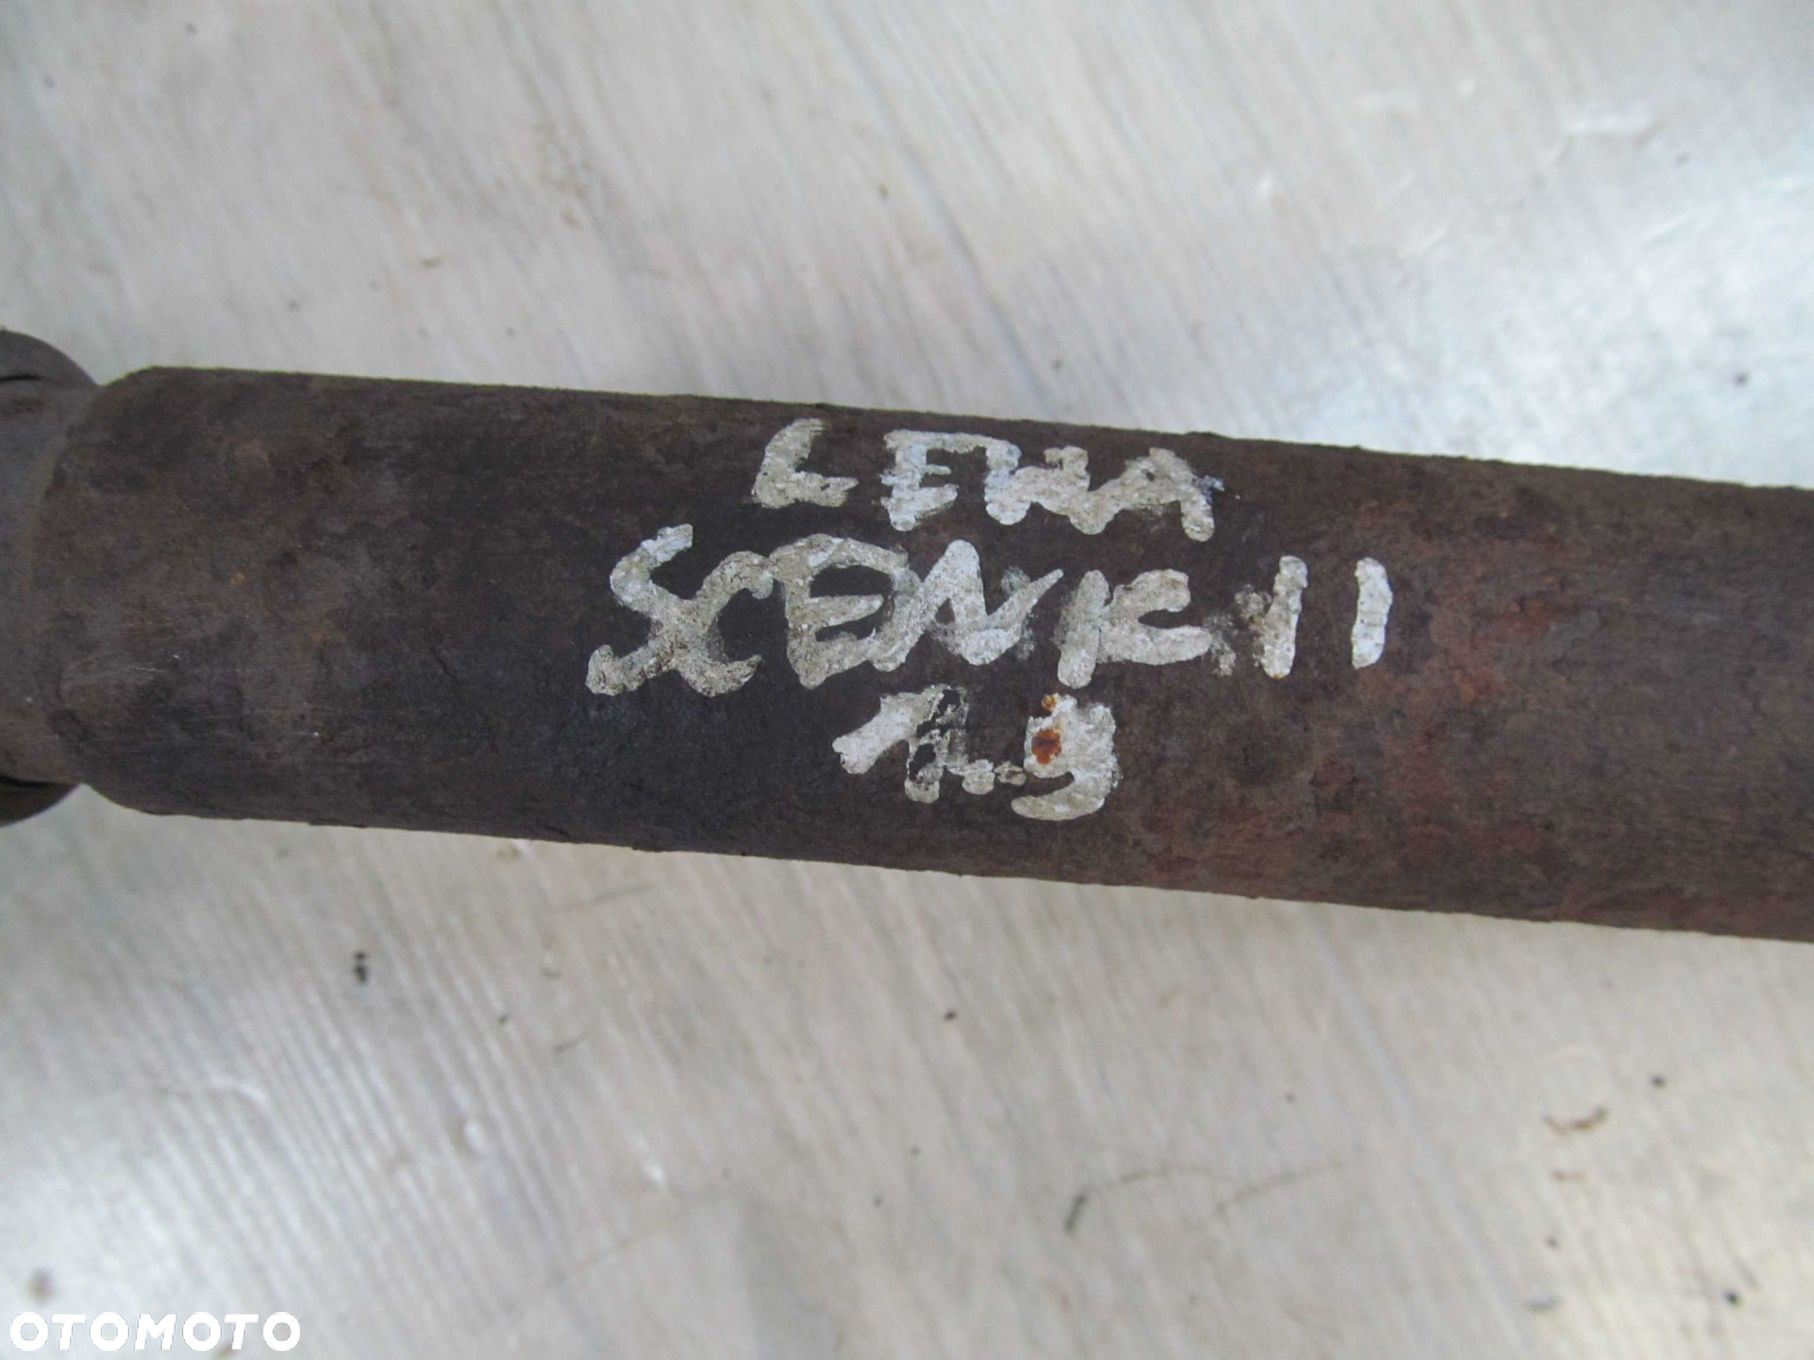 LEWA
SCENIC II
1.9
OTOMOTO